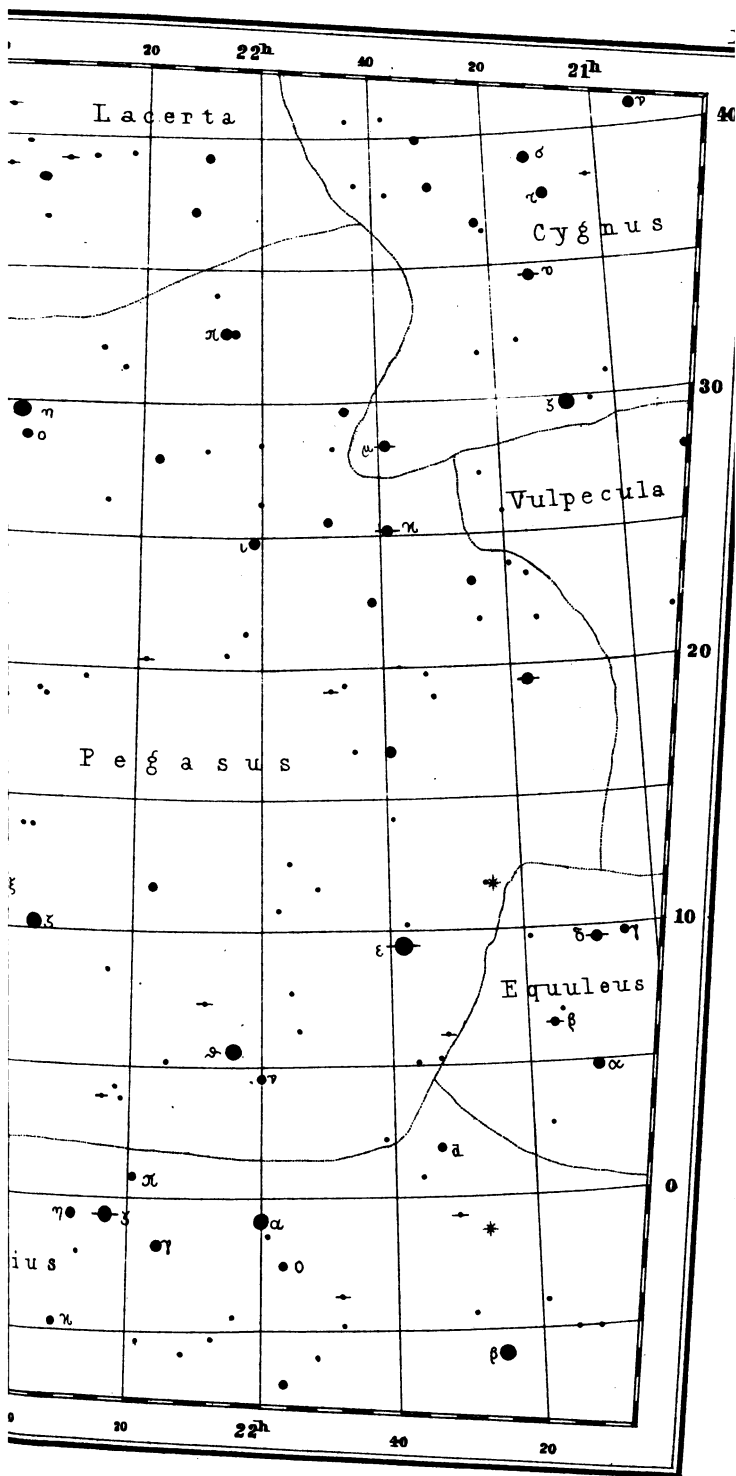 20 22h 40 20 21h
ν
40
Lacerta
σ
τ
Cygnus
υ
π
30
ζ
η
ο
μ
Vulpecula
κ
ι
20
Pegasus
ξ
ζ
10
δ γ
ε
Equuleus
β
θ
ν
α
d
π
0
η ζ
α
γ
ο
ius
κ
β
20 22h 40 20